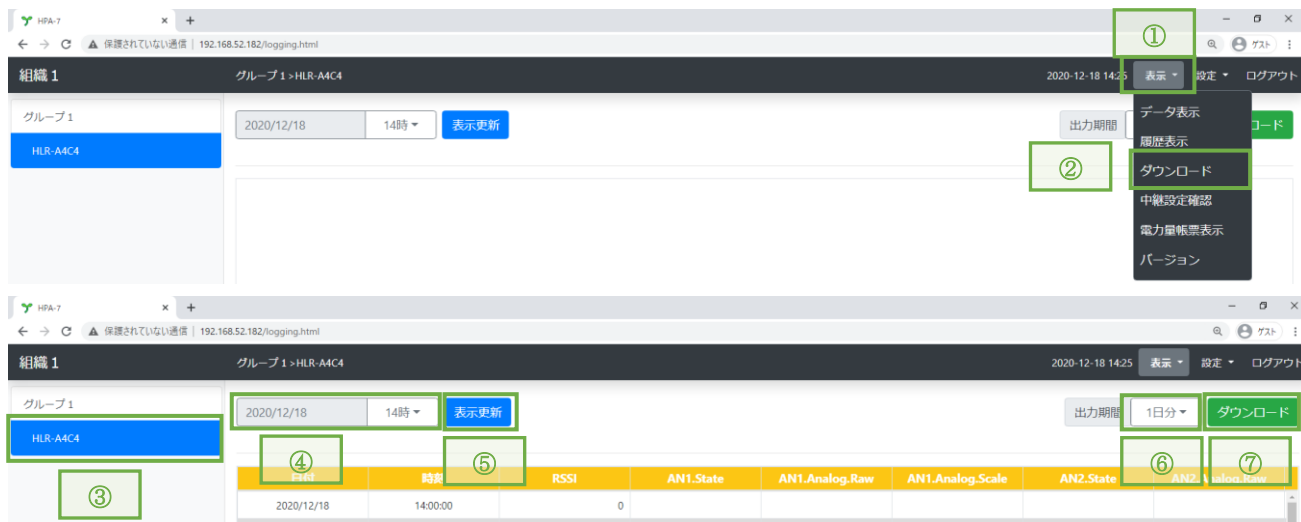 HPA-7
①
保護されていない通信 | 192.168.52.182/logging.html
ゲスト
組織 1
グループ 1 >HLR-A4C4
2020-12-18 14:25
表示
設定
ログアウト
グループ 1
HLR-A4C4
2020/12/18
14時
表示更新
出力期間
ロード
データ表示
履歴表示
②
ダウンロード
中継設定確認
電力量帳票表示
バージョン
HPA-7
保護されていない通信 | 192.168.52.182/logging.html
ゲスト
組織 1
グループ 1 >HLR-A4C4
2020-12-18 14:25
表示
設定
ログアウト
グループ 1
HLR-A4C4
③
2020/12/18
14時
表示更新
出力期間
1日分
ダウンロード
④
⑤
⑥
⑦
日付
時刻
RSSI
AN1.State
AN1.Analog.Raw
AN1.Analog.Scale
AN2.State
AN2.Analog.Raw
2020/12/18
14:00:00
0